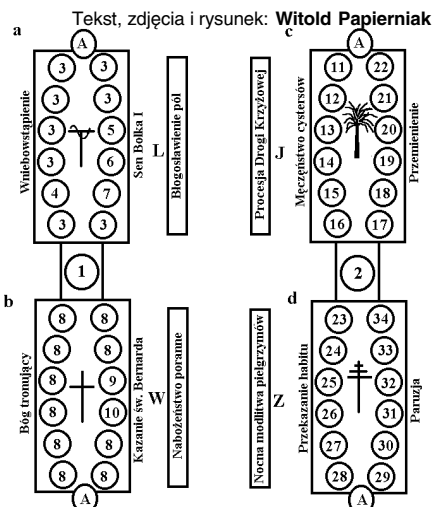 Tekst, zdjęcia i rysunek: Witold Papierniak
a
A
3 3
3 3
3 5
3 6
4 7
3 3
Wniebowstąpienie
Sen Bolka I
L
Błogosławienie pól
1
b
8 8
8 8
8 9
8 10
8 8
8 8
A
Bóg tronujący
Kazanie św. Bernarda
W
Nabożeństwo poranne
c
A
11 22
12 21
13 20
14 19
15 18
16 17
Procesja Drogi Krzyżowej
J
Męczeństwo cystersów
Przemienienie
2
d
23 34
24 33
25 32
26 31
27 30
28 29
A
Nocna modlitwa pielgrzymów
Z
Przekazanie habitu
Paruzja